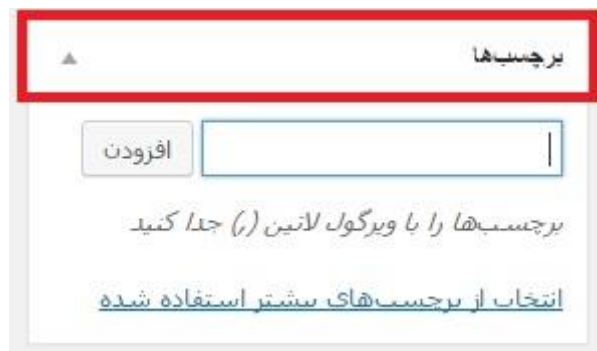 برچسب‌ها
افزودن
برچسب‌ها را با ویرگول لاتین (,) جدا کنید
انتخاب از برچسب‌های بیشتر استفاده شده